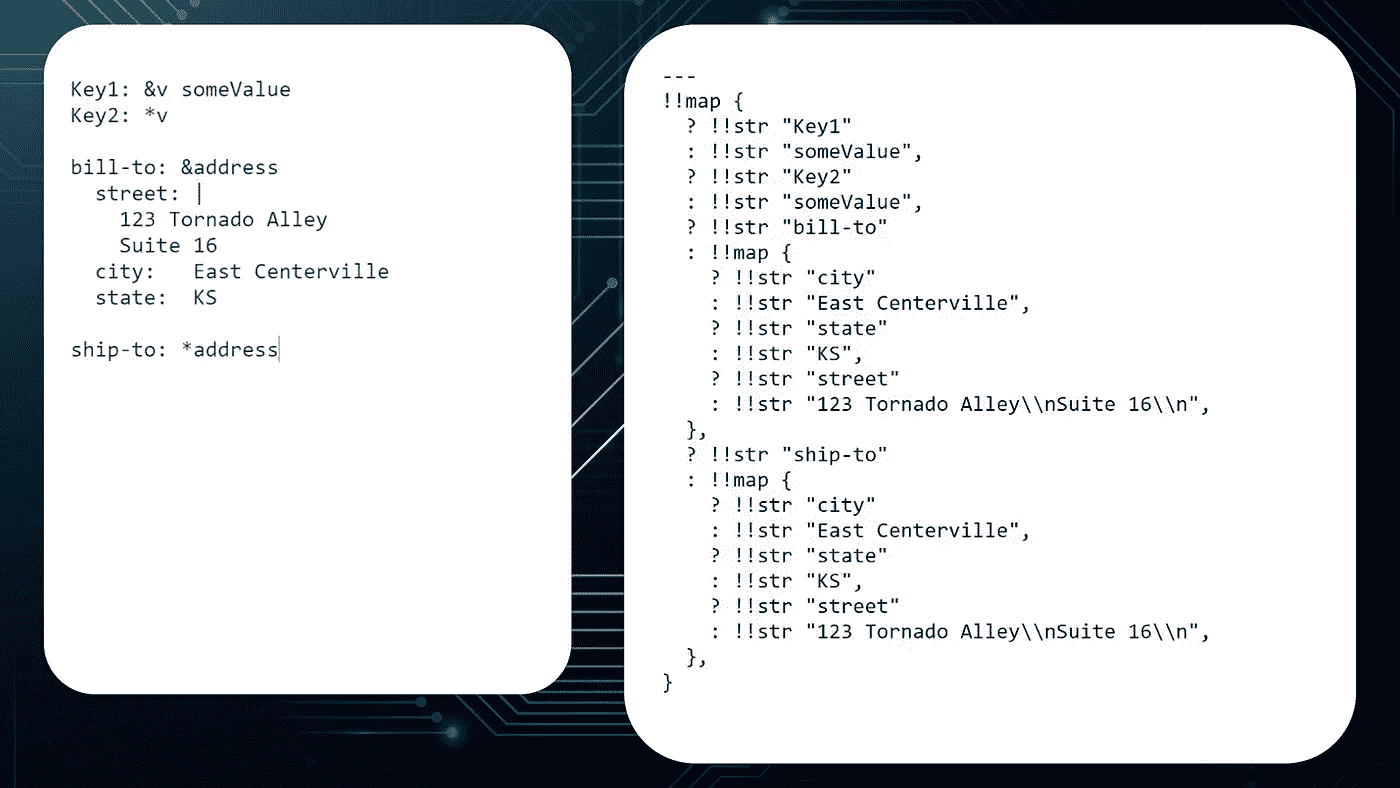 Key1: &v someValue
Key2: *v
bill-to: &address
  street: |
    123 Tornado Alley
    Suite 16
  city:   East Centerville
  state:  KS
ship-to: *address
---
!!map {
  ? !!str "Key1"
  : !!str "someValue",
  ? !!str "Key2"
  : !!str "someValue",
  ? !!str "bill-to"
  : !!map {
    ? !!str "city"
    : !!str "East Centerville",
    ? !!str "state"
    : !!str "KS",
    ? !!str "street"
    : !!str "123 Tornado Alley\\nSuite 16\\n",
  },
  ? !!str "ship-to"
  : !!map {
    ? !!str "city"
    : !!str "East Centerville",
    ? !!str "state"
    : !!str "KS",
    ? !!str "street"
    : !!str "123 Tornado Alley\\nSuite 16\\n",
  },
}